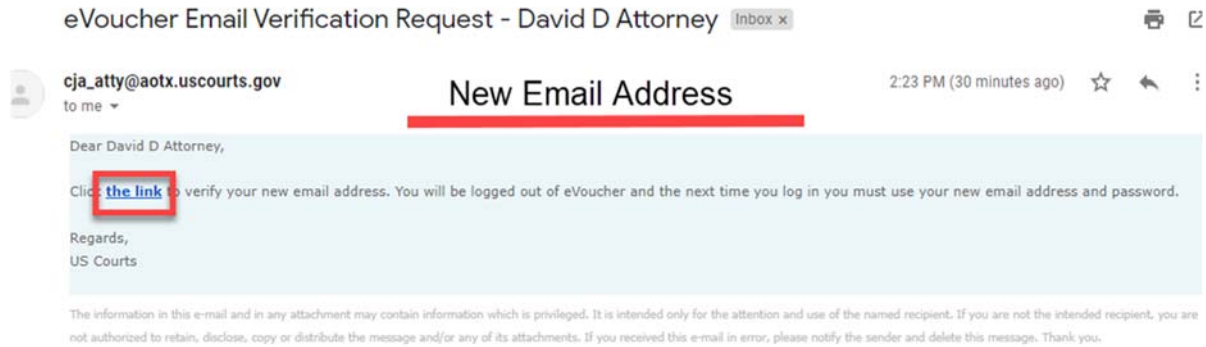 eVoucher Email Verification Request - David D Attorney Inbox x
cja_atty@aotx.uscourts.gov
2:23 PM (30 minutes ago)
to me
New Email Address
Dear David D Attorney,
Click the link to verify your new email address. You will be logged out of eVoucher and the next time you log in you must use your new email address and password.
Regards,
US Courts
The information in this e-mail and in any attachment may contain information which is privileged. It is intended only for the attention and use of the named recipient. If you are not the intended recipient, you are
not authorized to retain, disclose, copy or distribute the message and/or any of its attachments. If you received this e-mail in error, please notify the sender and delete this message. Thank you.